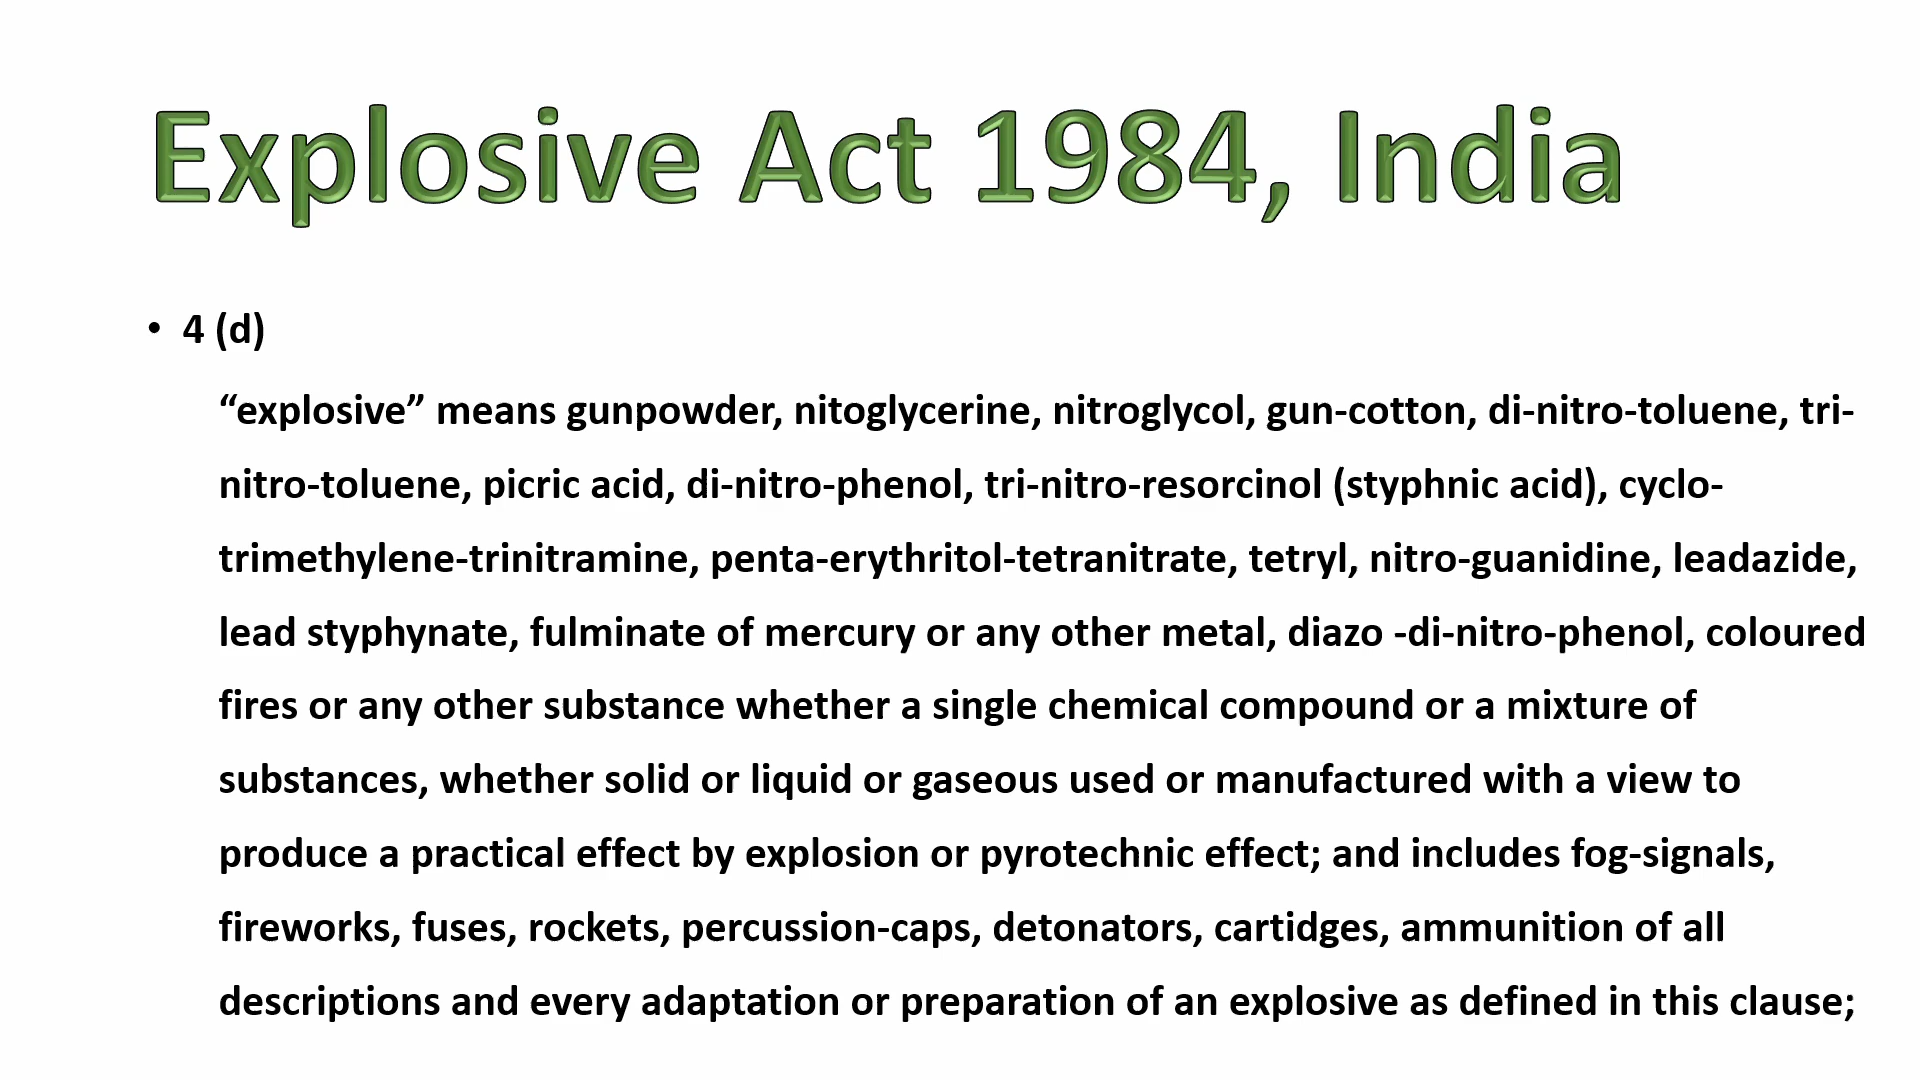 Explosive Act 1984, India
• 4 (d)
“explosive” means gunpowder, nitoglycerine, nitroglycol, gun-cotton, di-nitro-toluene, tri-
nitro-toluene, picric acid, di-nitro-phenol, tri-nitro-resorcinol (styphnic acid), cyclo-
trimethylene-trinitramine, penta-erythritol-tetranitrate, tetryl, nitro-guanidine, leadazide,
lead styphynate, fulminate of mercury or any other metal, diazo -di-nitro-phenol, coloured
fires or any other substance whether a single chemical compound or a mixture of
substances, whether solid or liquid or gaseous used or manufactured with a view to
produce a practical effect by explosion or pyrotechnic effect; and includes fog-signals,
fireworks, fuses, rockets, percussion-caps, detonators, cartidges, ammunition of all
descriptions and every adaptation or preparation of an explosive as defined in this clause;